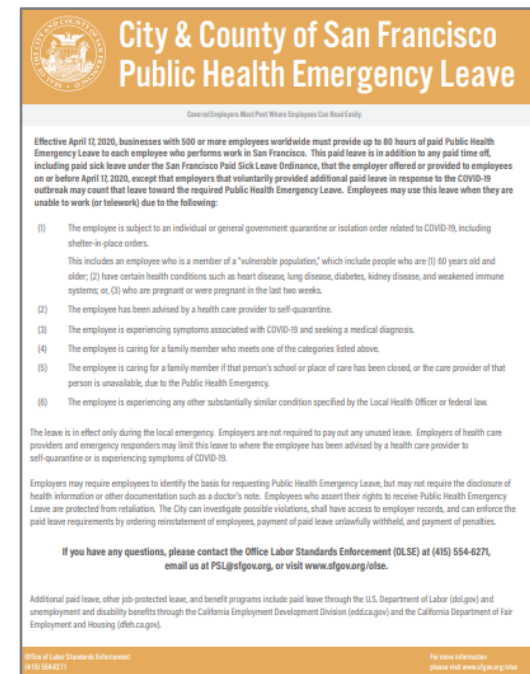 City & County of San Francisco
Public Health Emergency Leave
Covered Employers Must Post Where Employees Can Read Easily.
Effective April 17, 2020, businesses with 500 or more employees worldwide must provide up to 80 hours of paid Public Health
Emergency Leave to each employee who performs work in San Francisco. This paid leave is in addition to any paid time off,
including paid sick leave under the San Francisco Paid Sick Leave Ordinance, that the employer offered or provided to employees
on or before April 17, 2020, except that employers that voluntarily provided additional paid leave in response to the COVID-19
outbreak may count that leave toward the required Public Health Emergency Leave. Employees may use this leave when they are
unable to work (or telework) due to the following:
(1) The employee is subject to an individual or general government quarantine or isolation order related to COVID-19, including
shelter-in-place orders.
This includes an employee who is a member of a "vulnerable population," which include people who are (1) 60 years old and
older; (2) have certain health conditions such as heart disease, lung disease, diabetes, kidney disease, and weakened immune
systems; or, (3) who are pregnant or were pregnant in the last two weeks.
(2) The employee has been advised by a health care provider to self-quarantine.
(3) The employee is experiencing symptoms associated with COVID-19 and seeking a medical diagnosis.
(4) The employee is caring for a family member who meets one of the categories listed above.
(5) The employee is caring for a family member if that person's school or place of care has been closed, or the care provider of that
person is unavailable, due to the Public Health Emergency.
(6) The employee is experiencing any other substantially similar condition specified by the Local Health Officer or federal law.
The leave is in effect only during the local emergency. Employers are not required to pay out any unused leave. Employers of health care
providers and emergency responders may limit this leave to where the employee has been advised by a health care provider to
self-quarantine or is experiencing symptoms of COVID-19.
Employers may require employees to identify the basis for requesting Public Health Emergency Leave, but may not require the disclosure of
health information or other documentation such as a doctor's note. Employees who assert their rights to receive Public Health Emergency
Leave are protected from retaliation. The City can investigate possible violations, shall have access to employer records, and can enforce the
paid leave requirements by ordering reinstatement of employees, payment of paid leave unlawfully withheld, and payment of penalties.
If you have any questions, please contact the Office Labor Standards Enforcement (OLSE) at (415) 554-6271,
email us at PSL@sfgov.org, or visit www.sfgov.org/olse.
Additional paid leave, other job-protected leave, and benefit programs include paid leave through the U.S. Department of Labor (dol.gov) and
unemployment and disability benefits through the California Employment Development Division (edd.ca.gov) and the California Department of Fair
Employment and Housing (dfeh.ca.gov).
Office of Labor Standards Enforcement
(415) 554-6271
For more information
please visit www.sfgov.org/olse